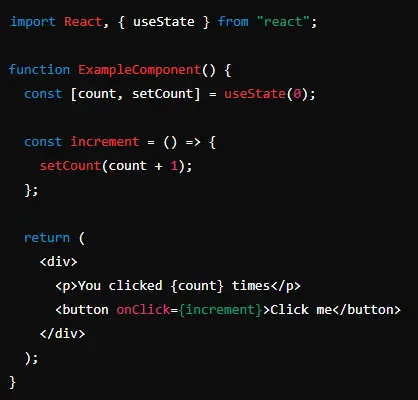 import React, { useState } from "react";

function ExampleComponent() {
  const [count, setCount] = useState(0);

  const increment = () => {
    setCount(count + 1);
  };

  return (
    <div>
      <p>You clicked {count} times</p>
      <button onClick={increment}>Click me</button>
    </div>
  );
}